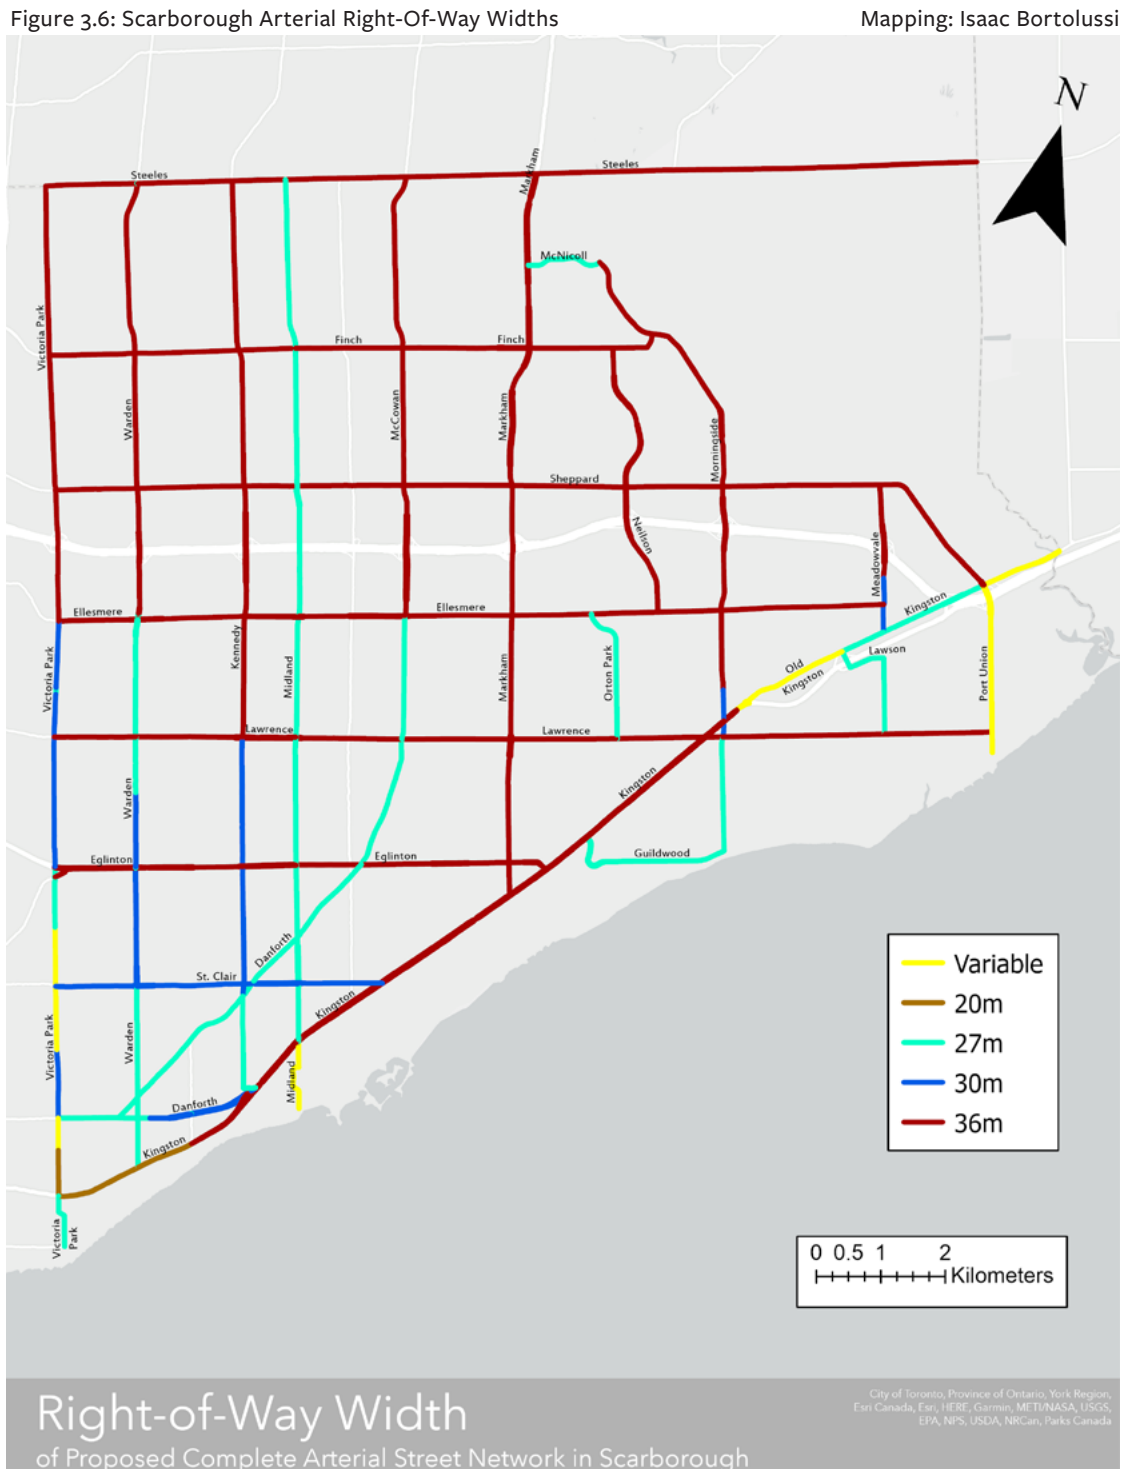 Figure 3.6: Scarborough Arterial Right-Of-Way Widths
Mapping: Isaac Bortolussi
N
Markham
Steeles
Steeles
McNicoll
Victoria Park
Finch
Finch
Warden
McCowan
Markham
Morningside
Sheppard
Neilson
Meadowvale
Ellesmere
Ellesmere
Kingston
Kennedy
Victoria Park
Midland
Markham
Orton Park
Lawson
Old
Kingston
Port Union
Lawrence
Lawrence
Warden
Kingston
Eglinton
Eglinton
Guildwood
Danforth
St. Clair
Kingston
Victoria Park
Warden
Midland
Danforth
Kingston
Victoria
Park
Variable
20m
27m
30m
36m
0 0.5 1 2
Kilometers
Right-of-Way Width
of Proposed Complete Arterial Street Network in Scarborough
City of Toronto, Province of Ontario, York Region,
Esri Canada, Esri, HERE, Garmin, METI/NASA, USGS,
EPA, NPS, USDA, NRCan, Parks Canada